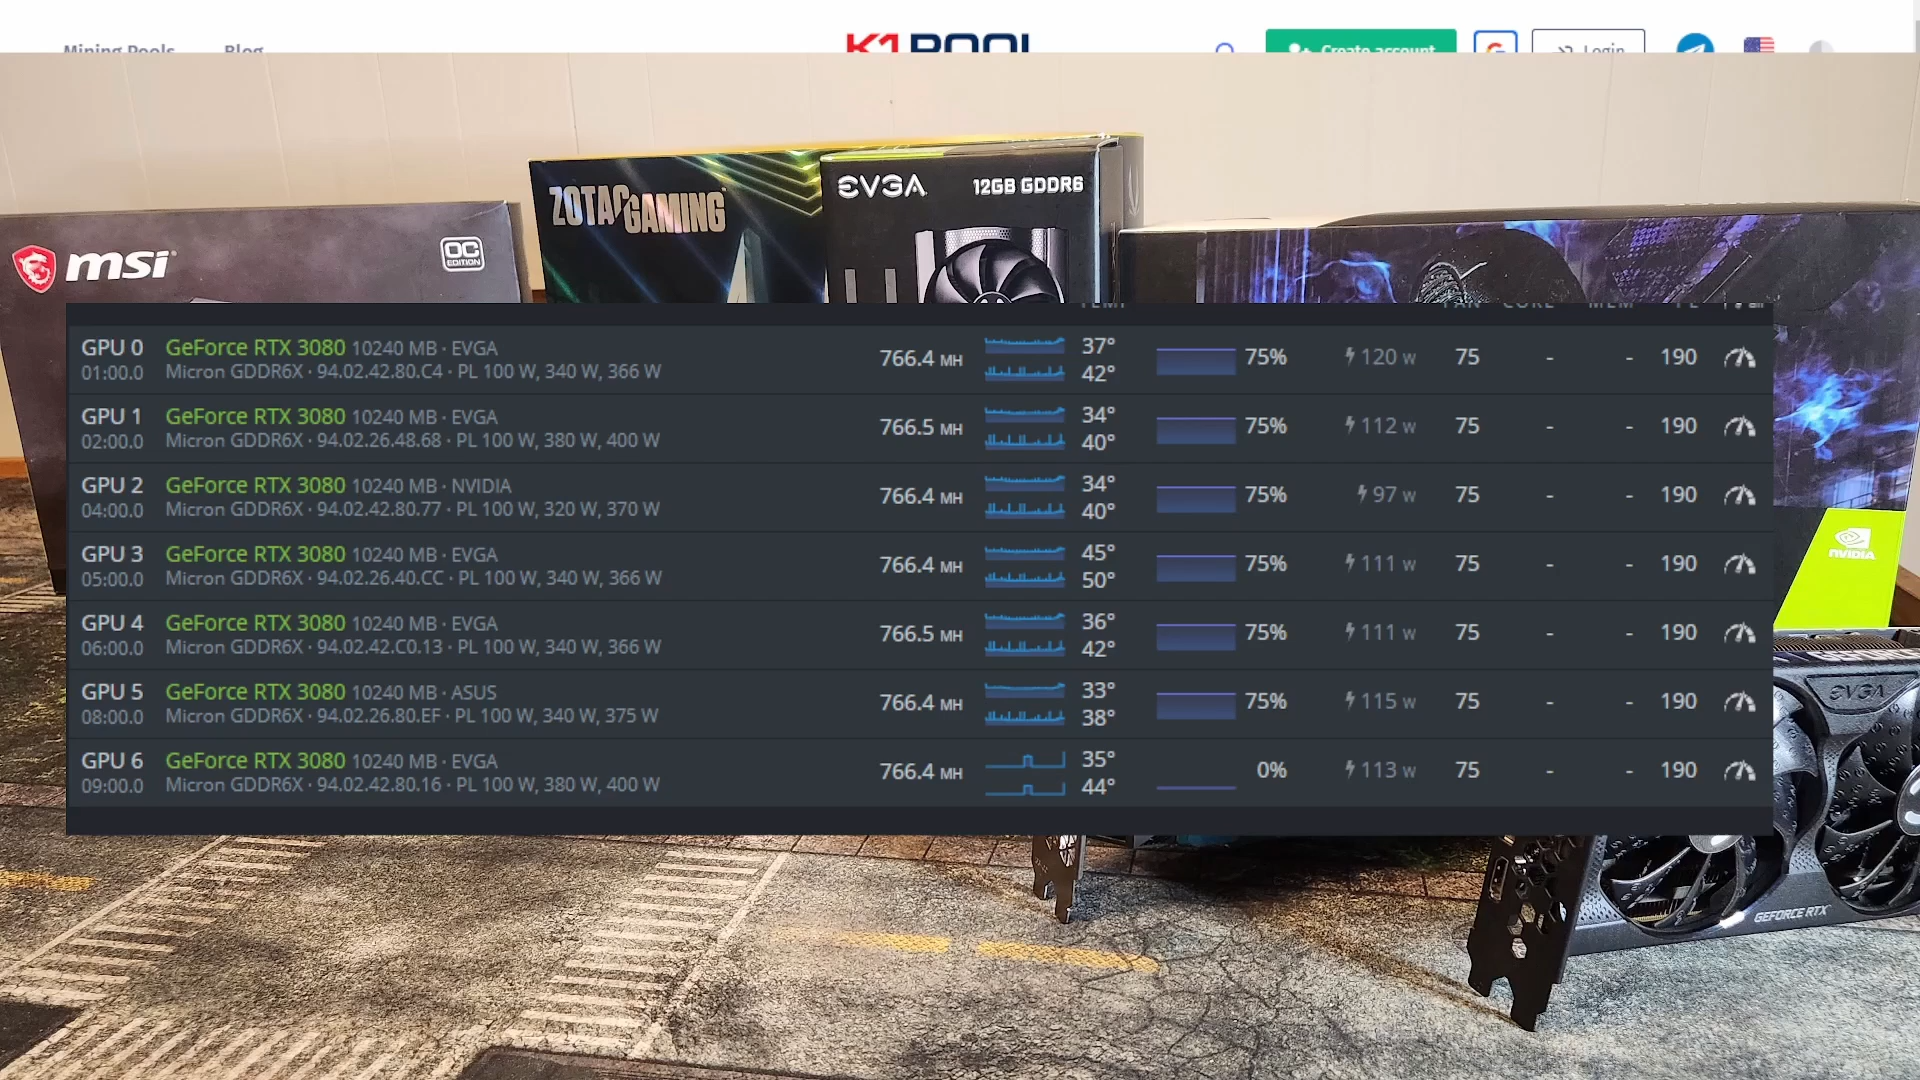 Mining Pools Blog K1 POOL Create account G Login
ZOTAC GAMING
EVGA 12GB GDDR6
msi OC EDITION
GPU 0 GeForce RTX 3080 10240 MB · EVGA 766.4 MH 37° 75% 120 w 75 - - 190
01:00.0 Micron GDDR6X · 94.02.42.80.C4 · PL 100 W, 340 W, 366 W 42°
GPU 1 GeForce RTX 3080 10240 MB · EVGA 766.5 MH 34° 75% 112 w 75 - - 190
02:00.0 Micron GDDR6X · 94.02.26.48.68 · PL 100 W, 380 W, 400 W 40°
GPU 2 GeForce RTX 3080 10240 MB · NVIDIA 766.4 MH 34° 75% 97 w 75 - - 190
04:00.0 Micron GDDR6X · 94.02.42.80.77 · PL 100 W, 320 W, 370 W 40°
GPU 3 GeForce RTX 3080 10240 MB · EVGA 766.4 MH 45° 75% 111 w 75 - - 190
05:00.0 Micron GDDR6X · 94.02.26.40.CC · PL 100 W, 340 W, 366 W 50°
GPU 4 GeForce RTX 3080 10240 MB · EVGA 766.5 MH 36° 75% 111 w 75 - - 190
06:00.0 Micron GDDR6X · 94.02.42.C0.13 · PL 100 W, 340 W, 366 W 42°
GPU 5 GeForce RTX 3080 10240 MB · ASUS 766.4 MH 33° 75% 115 w 75 - - 190
08:00.0 Micron GDDR6X · 94.02.26.80.EF · PL 100 W, 340 W, 375 W 38°
GPU 6 GeForce RTX 3080 10240 MB · EVGA 766.4 MH 35° 0% 113 w 75 - - 190
09:00.0 Micron GDDR6X · 94.02.42.80.16 · PL 100 W, 380 W, 400 W 44°
NVIDIA
GEFORCE
EVGA
GEFORCE RTX